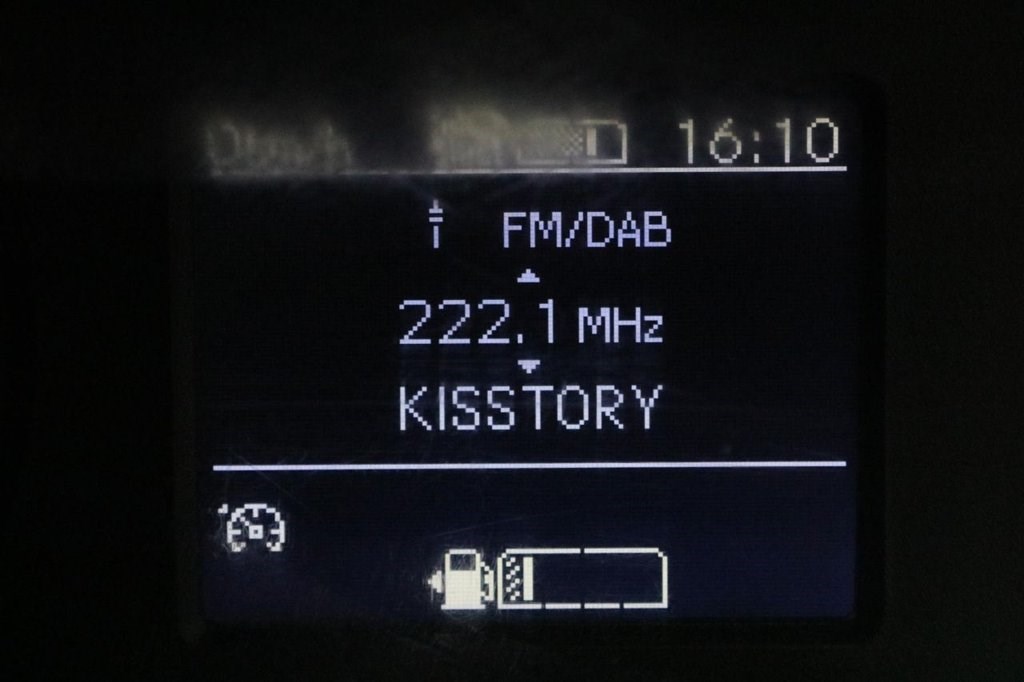 16:10
FM/DAB
222.1 MHz
KISSTORY